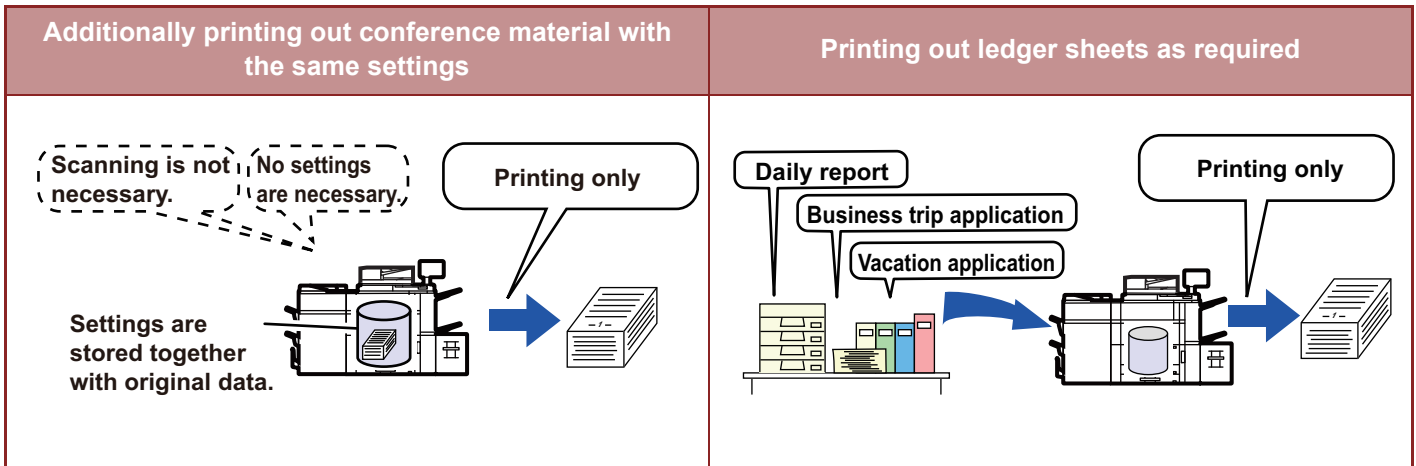 Additionally printing out conference material with
the same settings
Printing out ledger sheets as required
Scanning is not
necessary.
No settings
are necessary.
Printing only
Settings are
stored together
with original data.
-1-
Daily report
Business trip application
Vacation application
Printing only
-1-